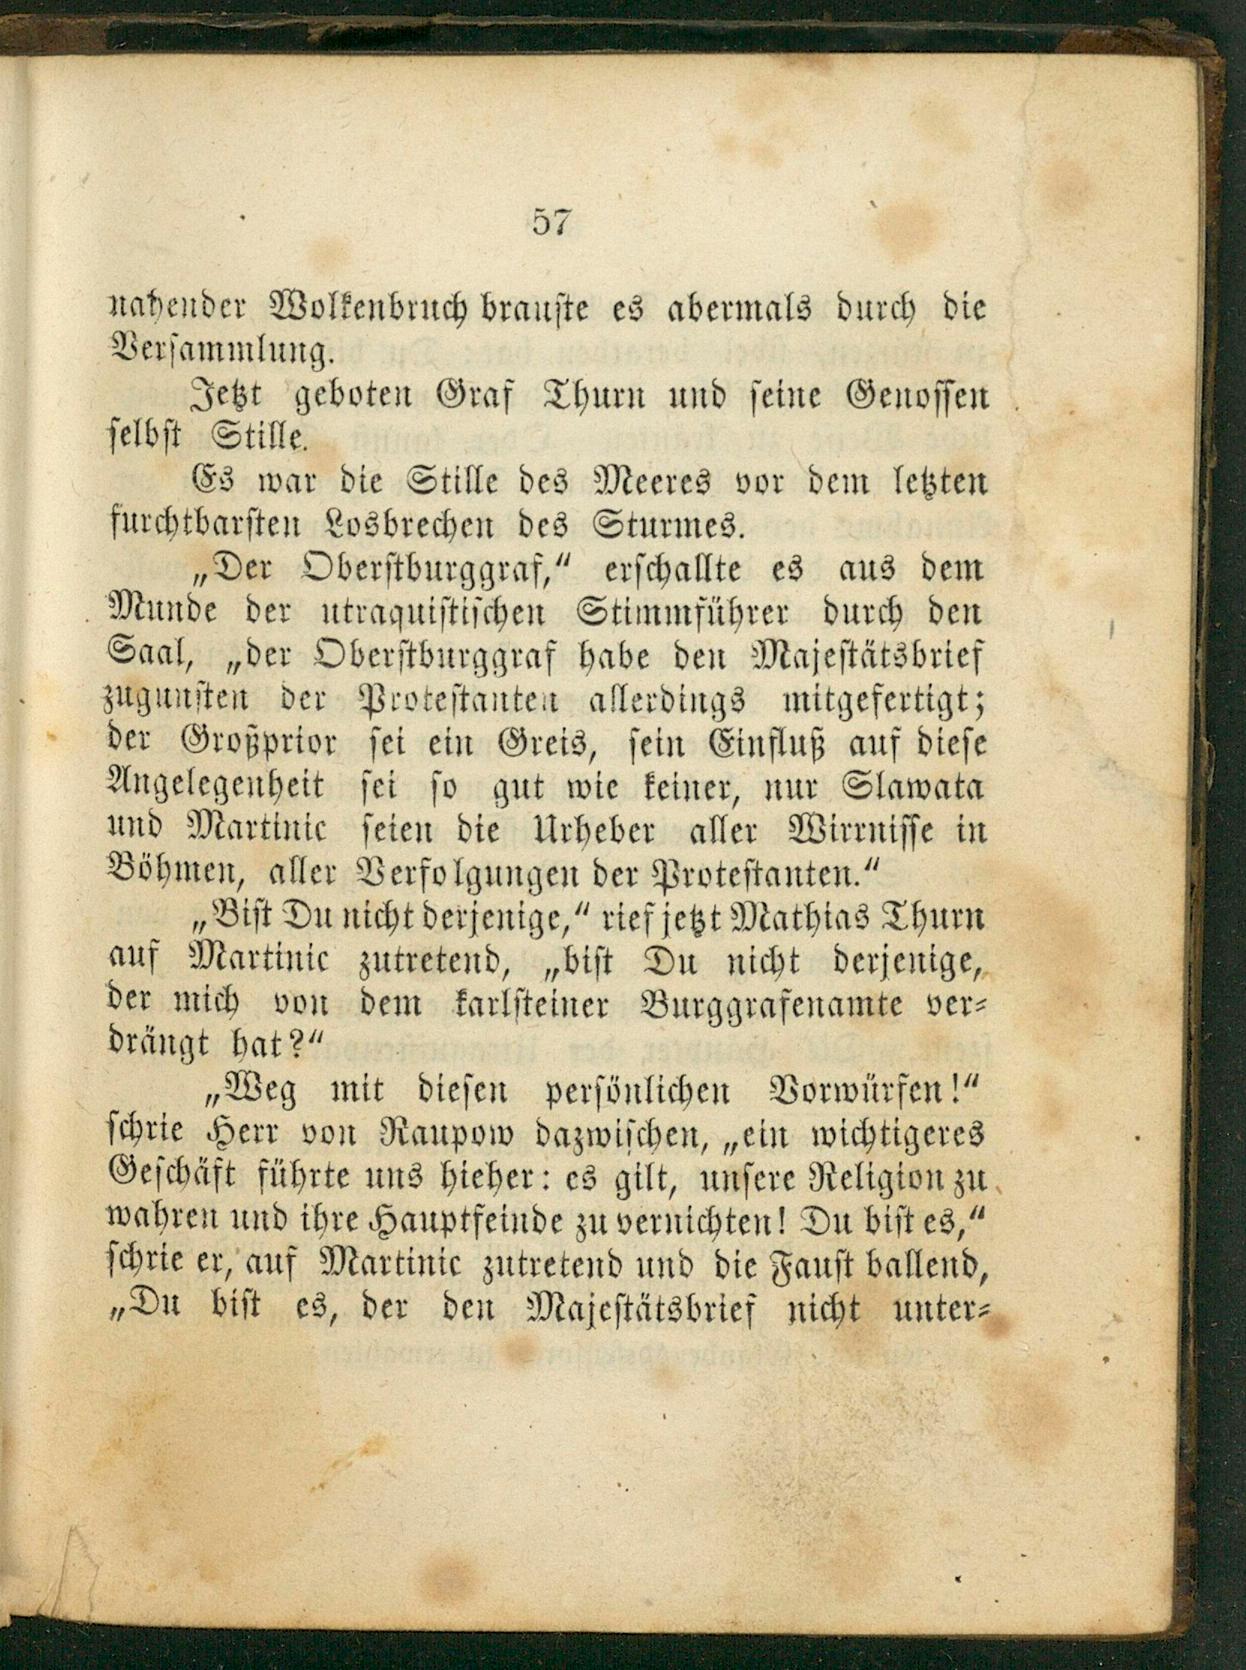 57
nahender Wolkenbruch brauste es abermals durch die
Versammlung.
Jetzt geboten Graf Thurn und seine Genossen
selbst Stille.
Es war die Stille des Meeres vor dem letzten
furchtbarsten Losbrechen des Sturmes.
„Der Oberstburggraf,“ erschallte es aus dem
Munde der utraquistischen Stimmführer durch den
Saal, „der Oberstburggraf habe den Majestätsbrief
zugunsten der Protestanten allerdings mitgefertigt;
der Großprior sei ein Greis, sein Einfluß auf diese
Angelegenheit sei so gut wie keiner, nur Slawata
und Martinic seien die Urheber aller Wirrnisse in
Böhmen, aller Verfolgungen der Protestanten.“
„Bist Du nicht derjenige,“ rief jetzt Mathias Thurn
auf Martinic zutretend, „bist Du nicht derjenige,
der mich von dem karlsteiner Burggrafenamte ver-
drängt hat?“
„Weg mit diesen persönlichen Vorwürfen!“
schrie Herr von Raupow dazwischen, „ein wichtigeres
Geschäft führte uns hieher: es gilt, unsere Religion zu
wahren und ihre Hauptfeinde zu vernichten! Du bist es,“
schrie er, auf Martinic zutretend und die Faust ballend,
„Du bist es, der den Majestätsbrief nicht unter-